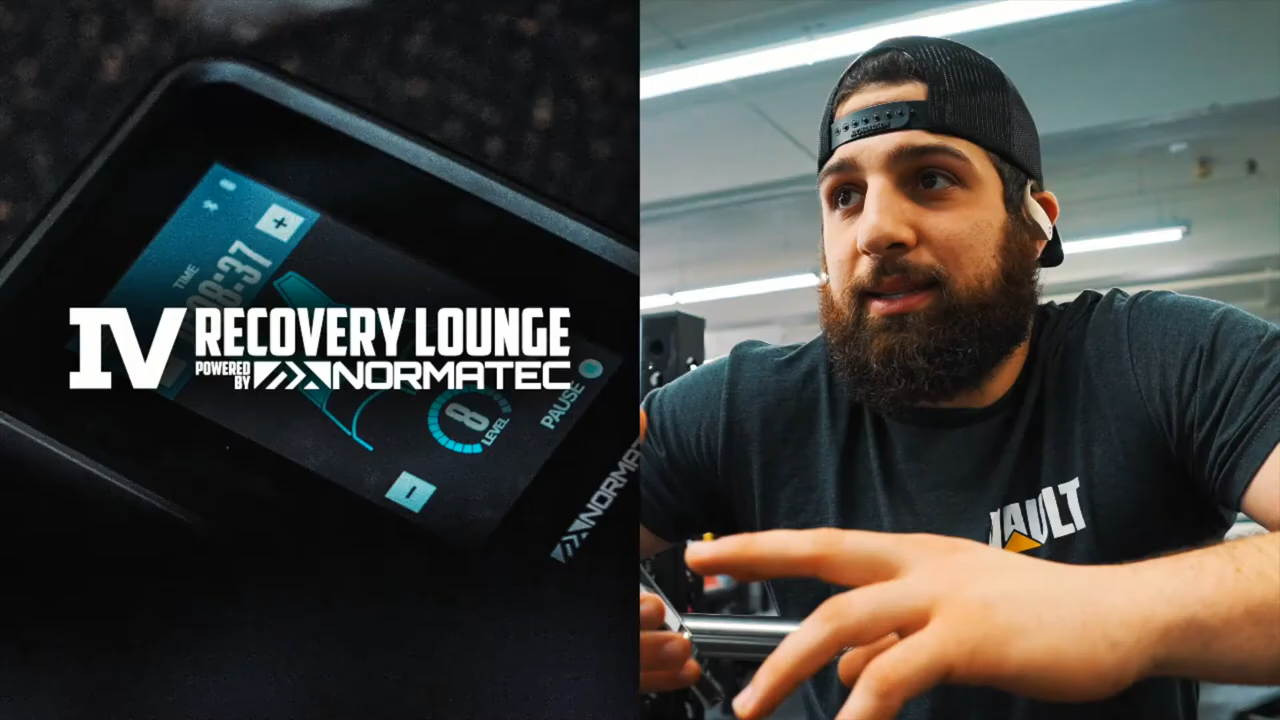 IV RECOVERY LOUNGE
POWERED BY NORMATEC
TIME
08:37
+
8
LEVEL
PAUSE
-
NORMATEC
VAULT